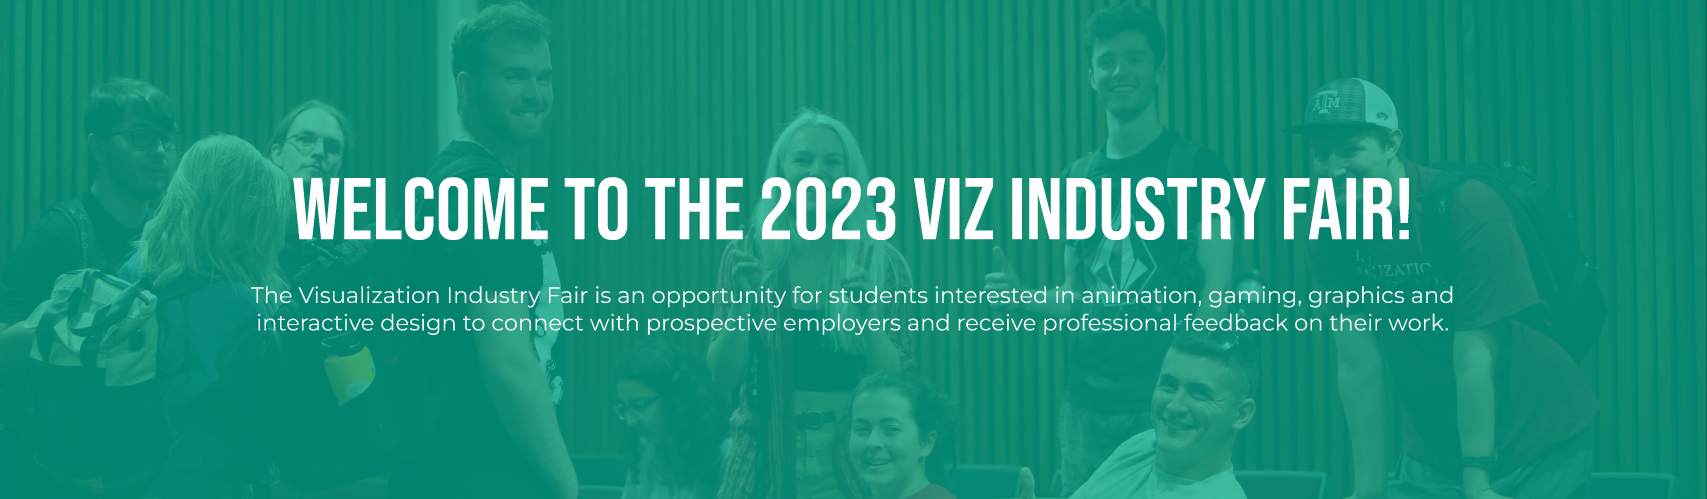 WELCOME TO THE 2023 VIZ INDUSTRY FAIR!
The Visualization Industry Fair is an opportunity for students interested in animation, gaming, graphics and
interactive design to connect with prospective employers and receive professional feedback on their work.
A̲T̲M